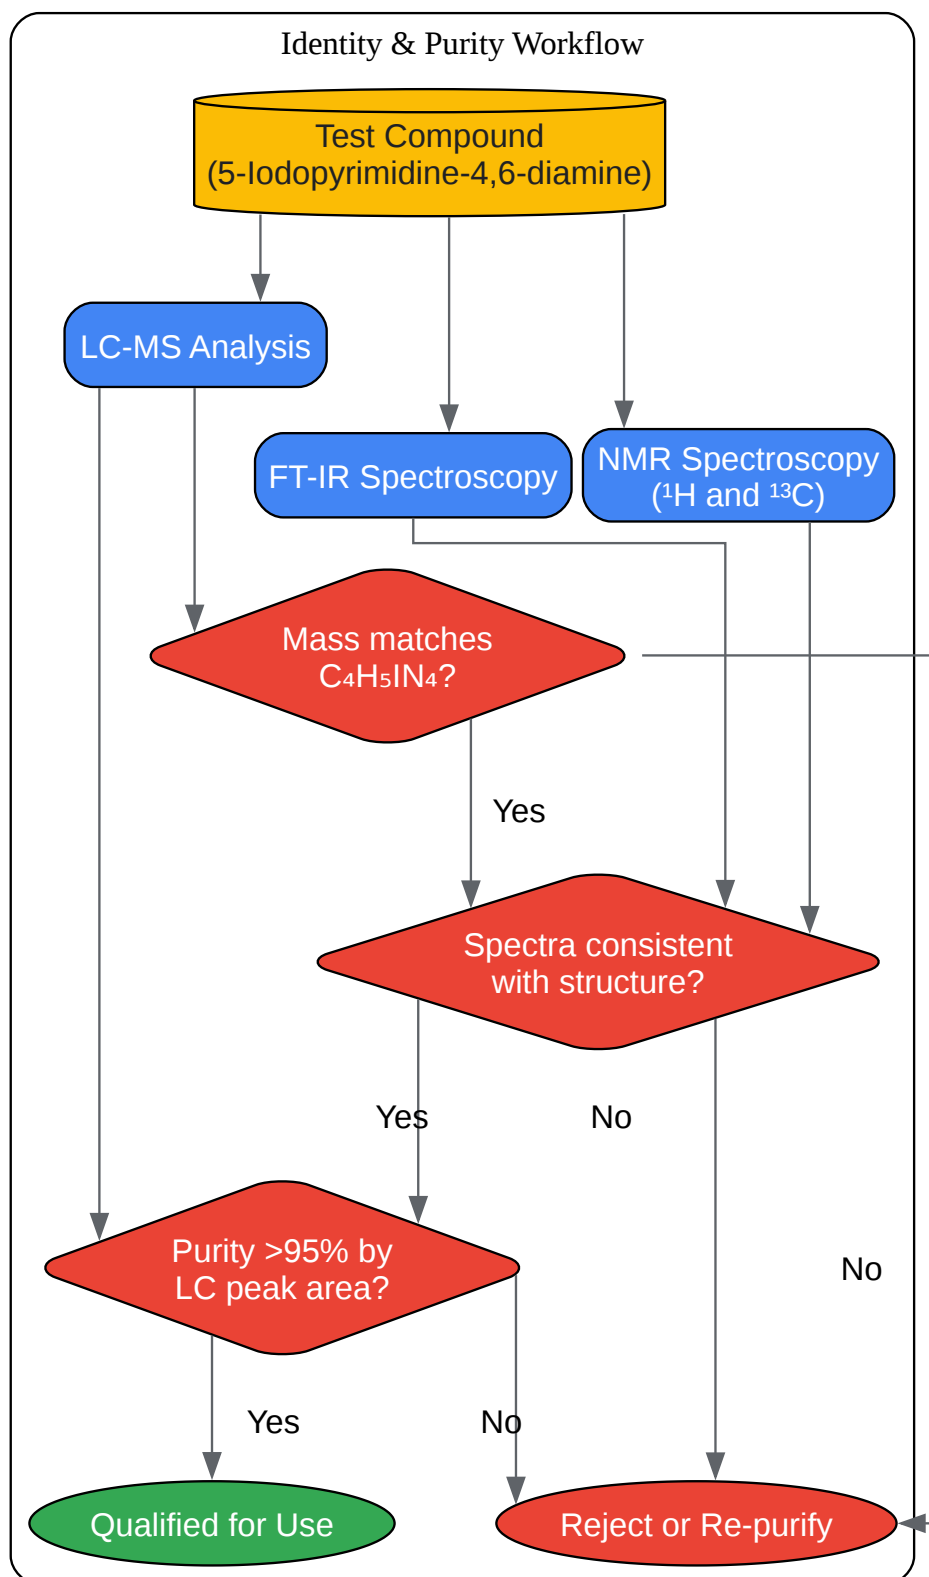 Identity & Purity Workflow
Test Compound
(5-Iodopyrimidine-4,6-diamine)
LC-MS Analysis
FT-IR Spectroscopy
NMR Spectroscopy
(¹H and ¹³C)
Mass matches
C₄H₅IN₄?
Yes
Spectra consistent
with structure?
Yes
No
Purity >95% by
LC peak area?
No
Yes
No
Qualified for Use
Reject or Re-purify